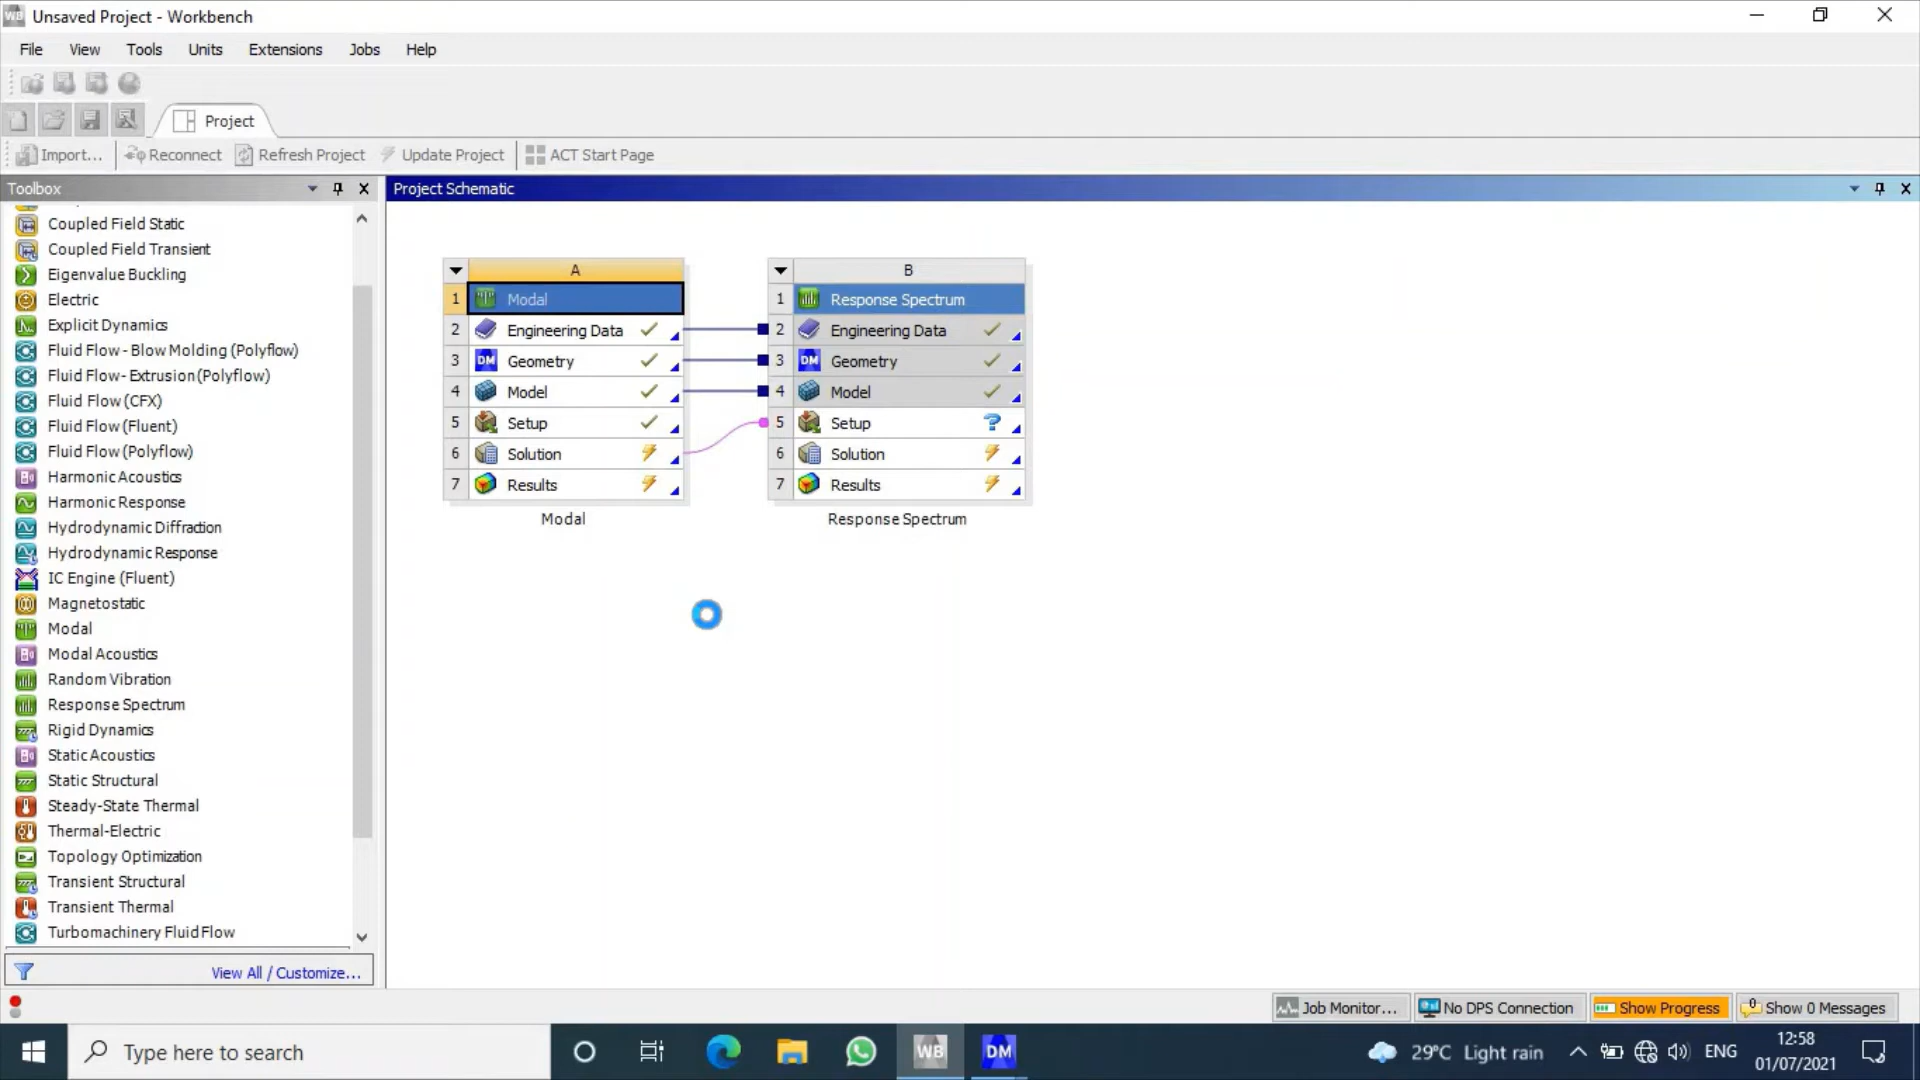 Unsaved Project - Workbench
File View Tools Units Extensions Jobs Help
Project
Import... Reconnect Refresh Project Update Project ACT Start Page
Toolbox
Project Schematic
Coupled Field Static
Coupled Field Transient
Eigenvalue Buckling
Electric
Explicit Dynamics
Fluid Flow - Blow Molding (Polyflow)
Fluid Flow- Extrusion (Polyflow)
Fluid Flow (CFX)
Fluid Flow (Fluent)
Fluid Flow (Polyflow)
Harmonic Acoustics
Harmonic Response
Hydrodynamic Diffraction
Hydrodynamic Response
IC Engine (Fluent)
Magnetostatic
Modal
Modal Acoustics
Random Vibration
Response Spectrum
Rigid Dynamics
Static Acoustics
Static Structural
Steady-State Thermal
Thermal-Electric
Topology Optimization
Transient Structural
Transient Thermal
Turbomachinery Fluid Flow
View All / Customize...
A
1 Modal
2 Engineering Data
3 DM Geometry
4 Model
5 Setup
6 Solution
7 Results
Modal
B
1 Response Spectrum
2 Engineering Data
3 DM Geometry
4 Model
5 Setup ?
6 Solution
7 Results
Response Spectrum
Job Monitor... No DPS Connection Show Progress Show 0 Messages
Type here to search
WB DM
29°C Light rain
ENG
12:58
01/07/2021